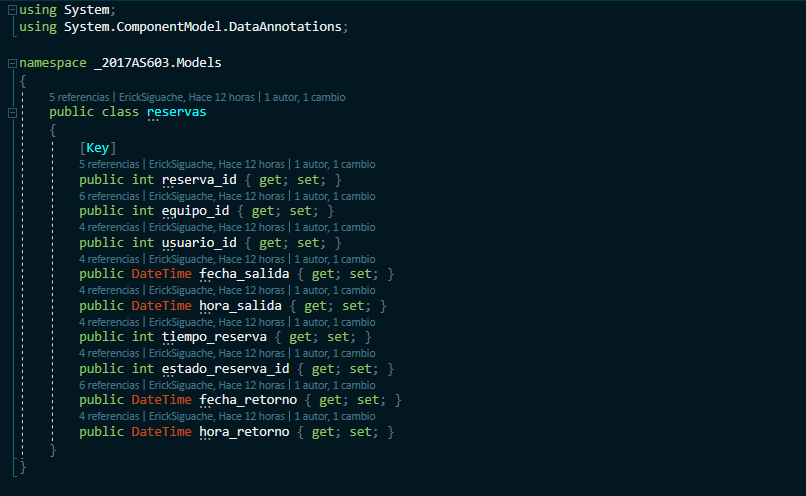 using System;
using System.ComponentModel.DataAnnotations;
namespace _2017AS603.Models
{
5 referencias | ErickSiguache, Hace 12 horas | 1 autor, 1 cambio
public class reservas
{
[Key]
5 referencias | ErickSiguache, Hace 12 horas | 1 autor, 1 cambio
public int reserva_id { get; set; }
6 referencias | ErickSiguache, Hace 12 horas | 1 autor, 1 cambio
public int equipo_id { get; set; }
4 referencias | ErickSiguache, Hace 12 horas | 1 autor, 1 cambio
public int usuario_id { get; set; }
4 referencias | ErickSiguache, Hace 12 horas | 1 autor, 1 cambio
public DateTime fecha_salida { get; set; }
4 referencias | ErickSiguache, Hace 12 horas | 1 autor, 1 cambio
public DateTime hora_salida { get; set; }
4 referencias | ErickSiguache, Hace 12 horas | 1 autor, 1 cambio
public int tiempo_reserva { get; set; }
4 referencias | ErickSiguache, Hace 12 horas | 1 autor, 1 cambio
public int estado_reserva_id { get; set; }
6 referencias | ErickSiguache, Hace 12 horas | 1 autor, 1 cambio
public DateTime fecha_retorno { get; set; }
4 referencias | ErickSiguache, Hace 12 horas | 1 autor, 1 cambio
public DateTime hora_retorno { get; set; }
}
}